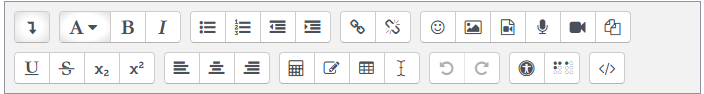 A B I
U S x₂ x²